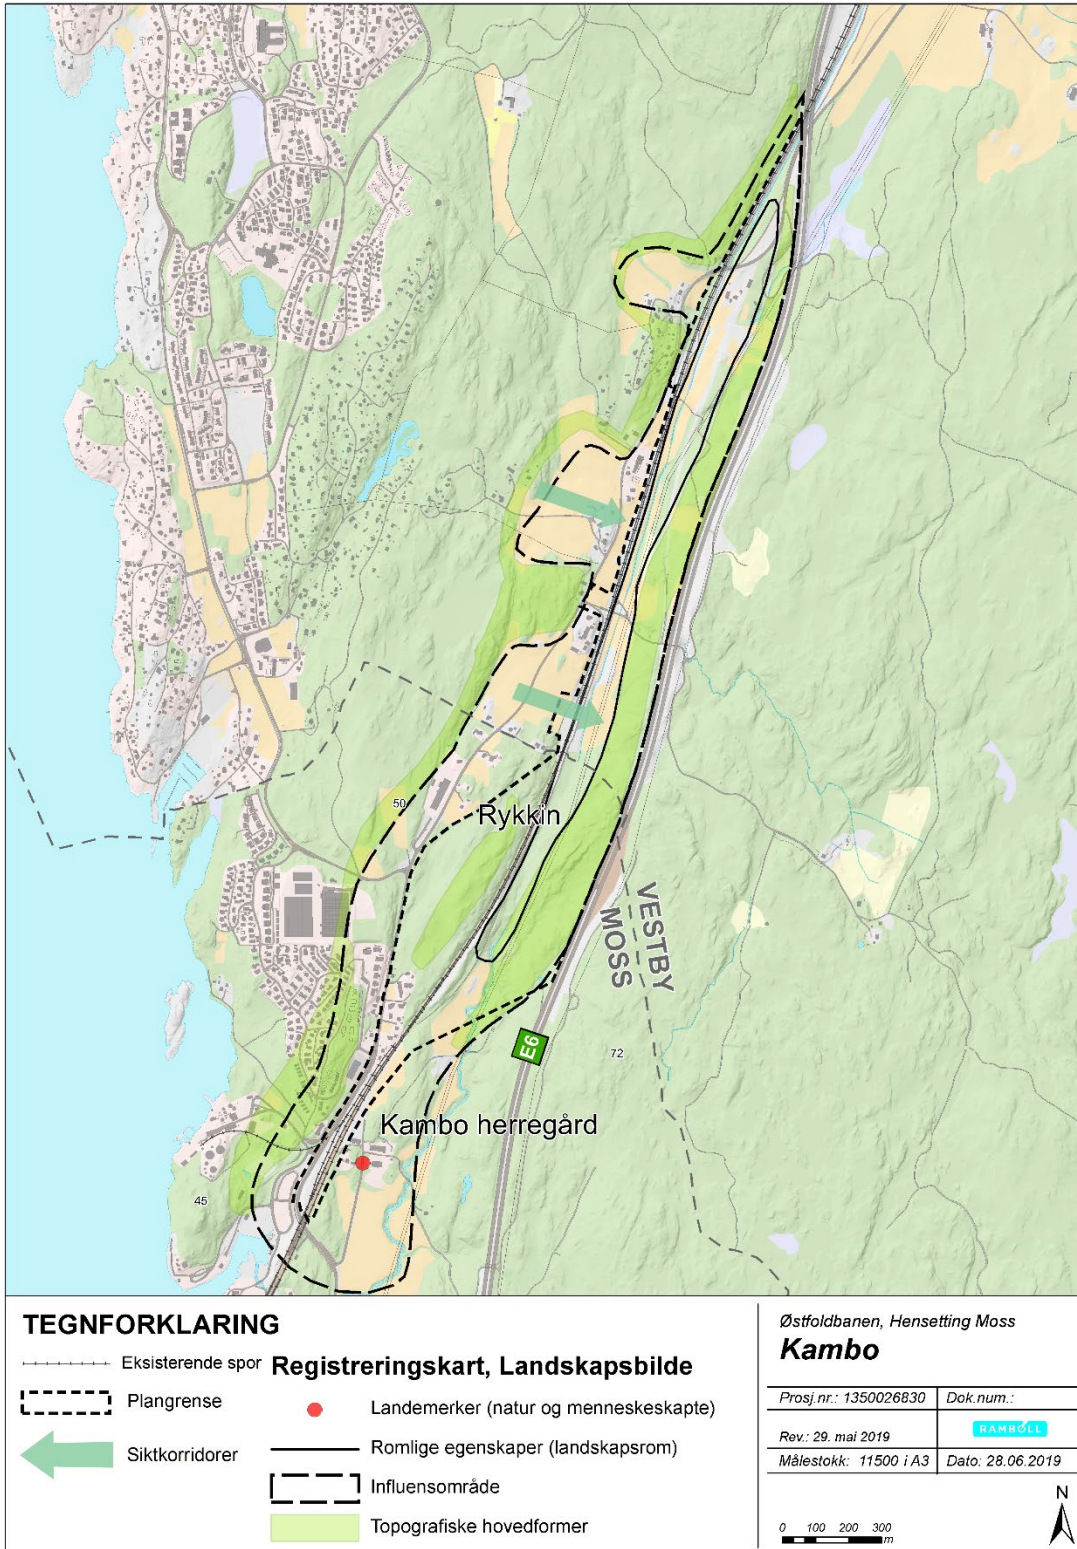 50
Rykkin
VESTBY
MOSS
E6
72
Kambo herregård
45
TEGNFORKLARING
Eksisterende spor
Plangrense
Siktkorridorer
Registreringskart, Landskapsbilde
Landemerker (natur og menneskeskapte)
Romlige egenskaper (landskapsrom)
Influensområde
Topografiske hovedformer
Østfoldbanen, Hensetting Moss
Kambo
Prosj.nr.: 1350026830 Dok.num.:
Rev.: 29. mai 2019 RAMBOLL
Målestokk: 11500 i A3 Dato: 28.06.2019
N
0 100 200 300
m